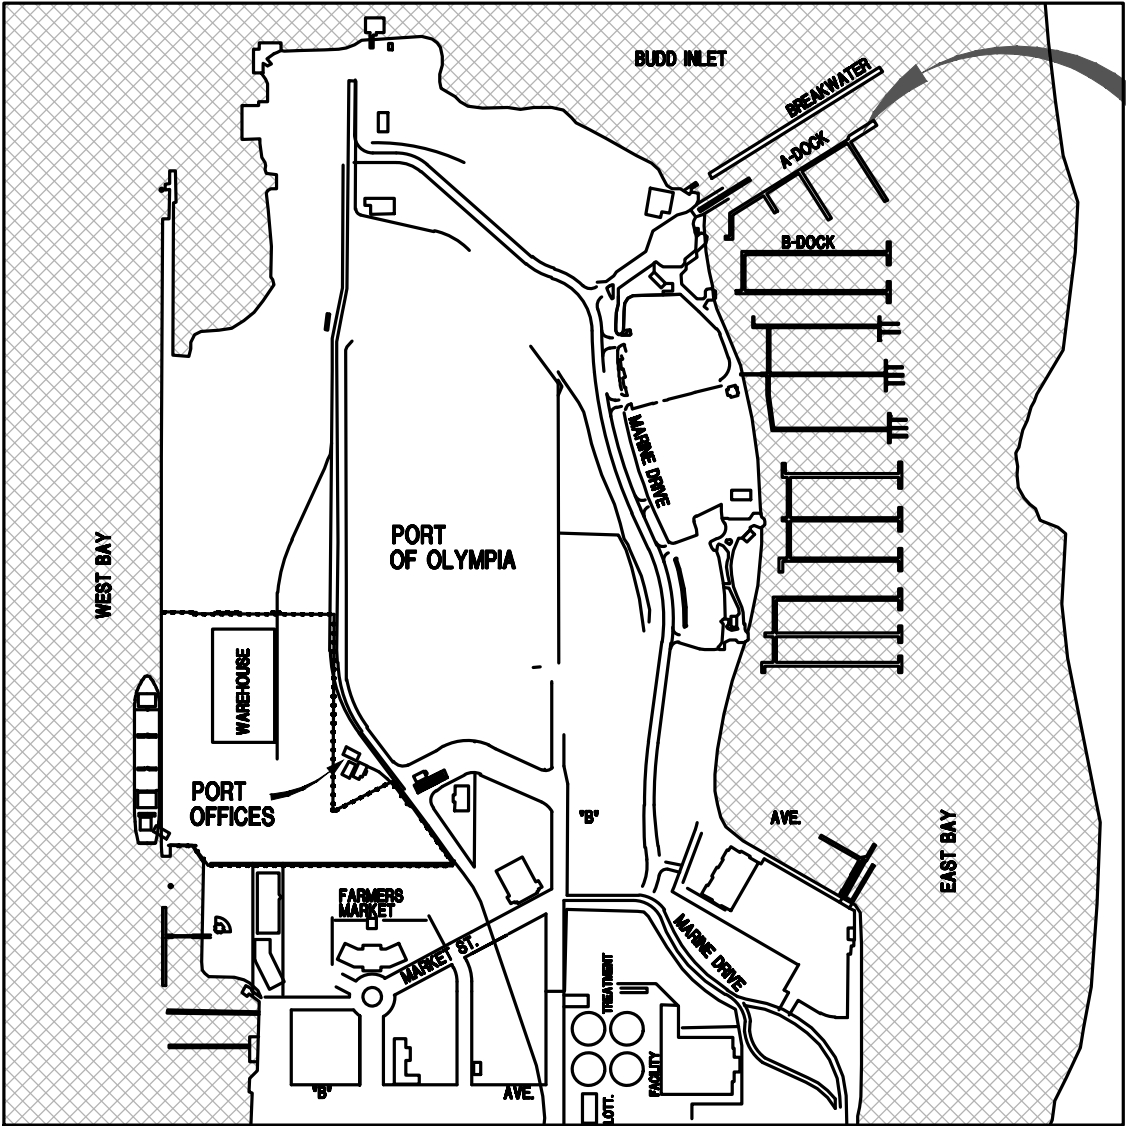 BUDD INLET
BREAKWATER
A-DOCK
B-DOCK
MARINE DRIVE
PORT
OF OLYMPIA
WEST BAY
WAREHOUSE
PORT
OFFICES
"B"
AVE.
EAST BAY
FARMERS
MARKET
MARKET ST.
MARINE DRIVE
TREATMENT
FACILITY
"B"
AVE.
LOTT.